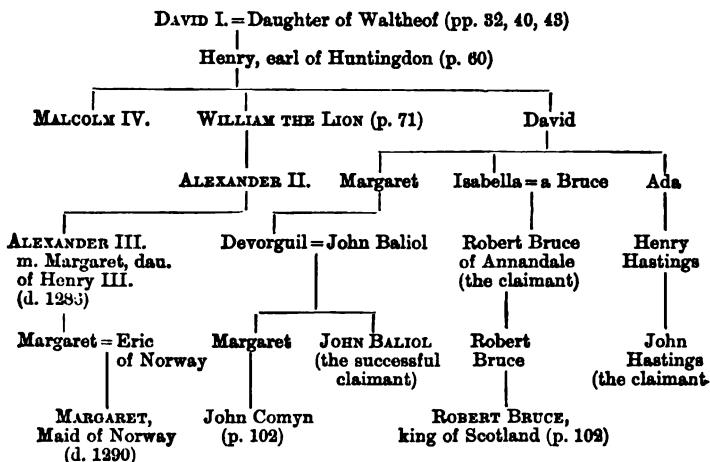 DAVID I. = Daughter of Waltheof (pp. 32, 40, 43)
Henry, earl of Huntingdon (p. 60)
MALCOLM IV. WILLIAM THE LION (p. 71) David
ALEXANDER II. Margaret Isabella = a Bruce Ada
ALEXANDER III. Devorguil = John Baliol Robert Bruce Henry
m. Margaret, dau. of Annandale Hastings
of Henry III. (the claimant)
(d. 1286)
Margaret = Eric Margaret JOHN BALIOL Robert John
of Norway (the successful Bruce Hastings
claimant) (the claimant
MARGARET, John Comyn ROBERT BRUCE,
Maid of Norway (p. 102) king of Scotland (p. 102)
(d. 1290)